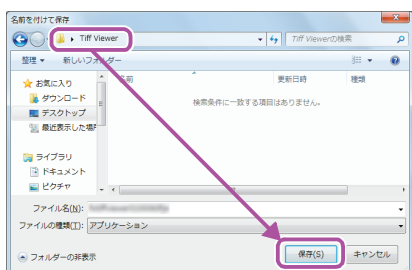 名前を付けて保存
Tiff Viewer
Tiff Viewerの検索
整理 新しいフォルダー
名前 更新日時 種類
検索条件に一致する項目はありません。
お気に入り
ダウンロード
デスクトップ
最近表示した場所
ライブラリ
ドキュメント
ピクチャ
ファイル名(N):
ファイルの種類(T): アプリケーション
フォルダーの非表示
保存(S) キャンセル